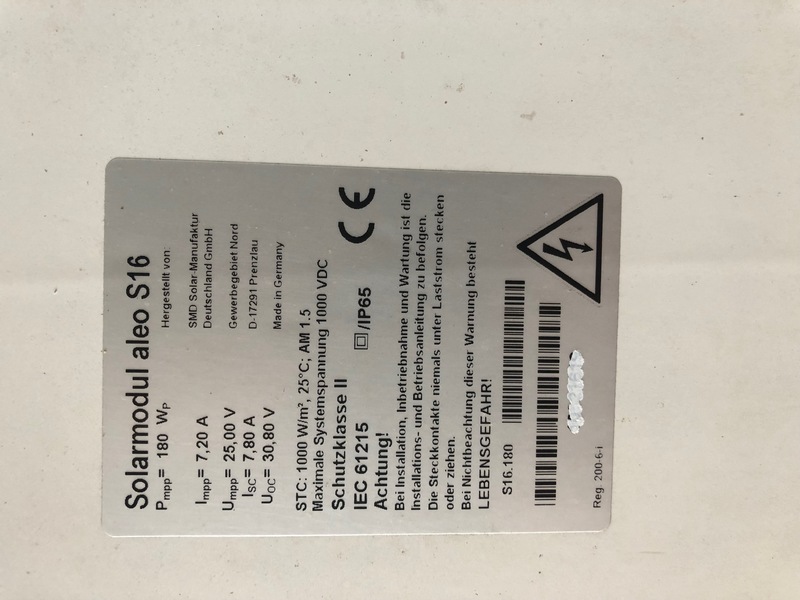 Solarmodul aleo S16
Pmpp= 180 WP
Impp= 7,20 A
Umpp= 25,00 V
ISC= 7,80 A
UOC= 30,80 V
Hergestellt von:
SMD Solar-Manufaktur
Deutschland GmbH
Gewerbegebiet Nord
D-17291 Prenzlau
Made in Germany
STC: 1000 W/m², 25°C; AM 1.5
Maximale Systemspannung 1000 VDC
Schutzklasse II
/IP65
CE
IEC 61215
Achtung!
Bei Installation, Inbetriebnahme und Wartung ist die
Installations- und Betriebsanleitung zu befolgen.
Die Steckkontakte niemals unter Laststrom stecken
oder ziehen.
Bei Nichtbeachtung dieser Warnung besteht
LEBENSGEFAHR!
S16.180
Reg. 200-6-i